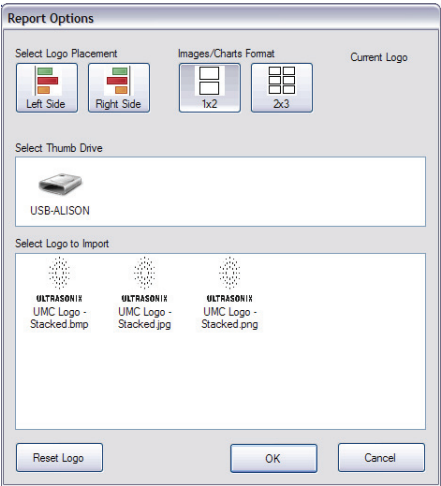 Report Options
Select Logo Placement
Images/Charts Format
Current Logo
Left Side
Right Side
1x2
2x3
Select Thumb Drive
USB-ALISON
Select Logo to Import
ULTRASONIX
ULTRASONIX
ULTRASONIX
UMC Logo -
Stacked.bmp
UMC Logo -
Stacked.jpg
UMC Logo -
Stacked.png
Reset Logo
OK
Cancel